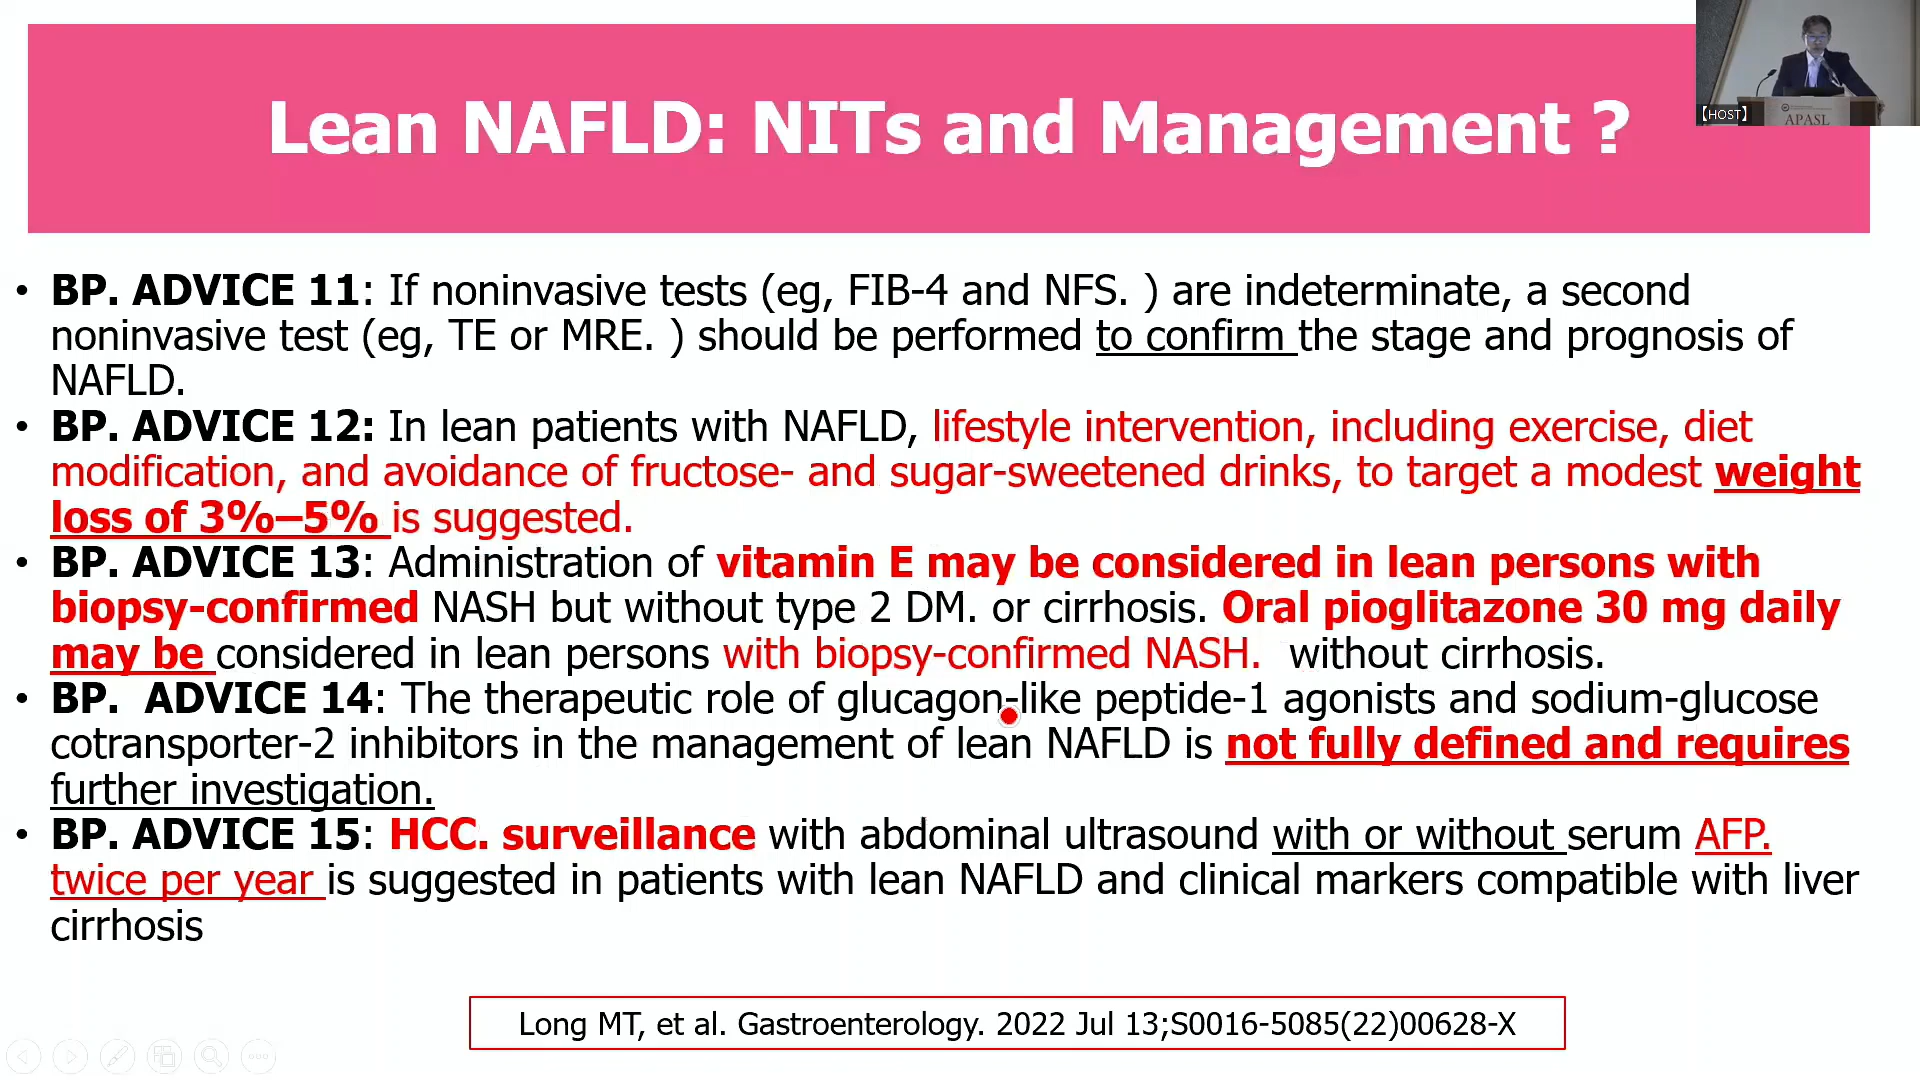 Lean NAFLD: NITs and Management ?
【HOST】
APASL
• BP. ADVICE 11: If noninvasive tests (eg, FIB-4 and NFS. ) are indeterminate, a second
noninvasive test (eg, TE or MRE. ) should be performed to confirm the stage and prognosis of
NAFLD.
• BP. ADVICE 12: In lean patients with NAFLD, lifestyle intervention, including exercise, diet
modification, and avoidance of fructose- and sugar-sweetened drinks, to target a modest weight
loss of 3%–5% is suggested.
• BP. ADVICE 13: Administration of vitamin E may be considered in lean persons with
biopsy-confirmed NASH but without type 2 DM. or cirrhosis. Oral pioglitazone 30 mg daily
may be considered in lean persons with biopsy-confirmed NASH. without cirrhosis.
• BP. ADVICE 14: The therapeutic role of glucagon-like peptide-1 agonists and sodium-glucose
cotransporter-2 inhibitors in the management of lean NAFLD is not fully defined and requires
further investigation.
• BP. ADVICE 15: HCC. surveillance with abdominal ultrasound with or without serum AFP.
twice per year is suggested in patients with lean NAFLD and clinical markers compatible with liver
cirrhosis
Long MT, et al. Gastroenterology. 2022 Jul 13;S0016-5085(22)00628-X